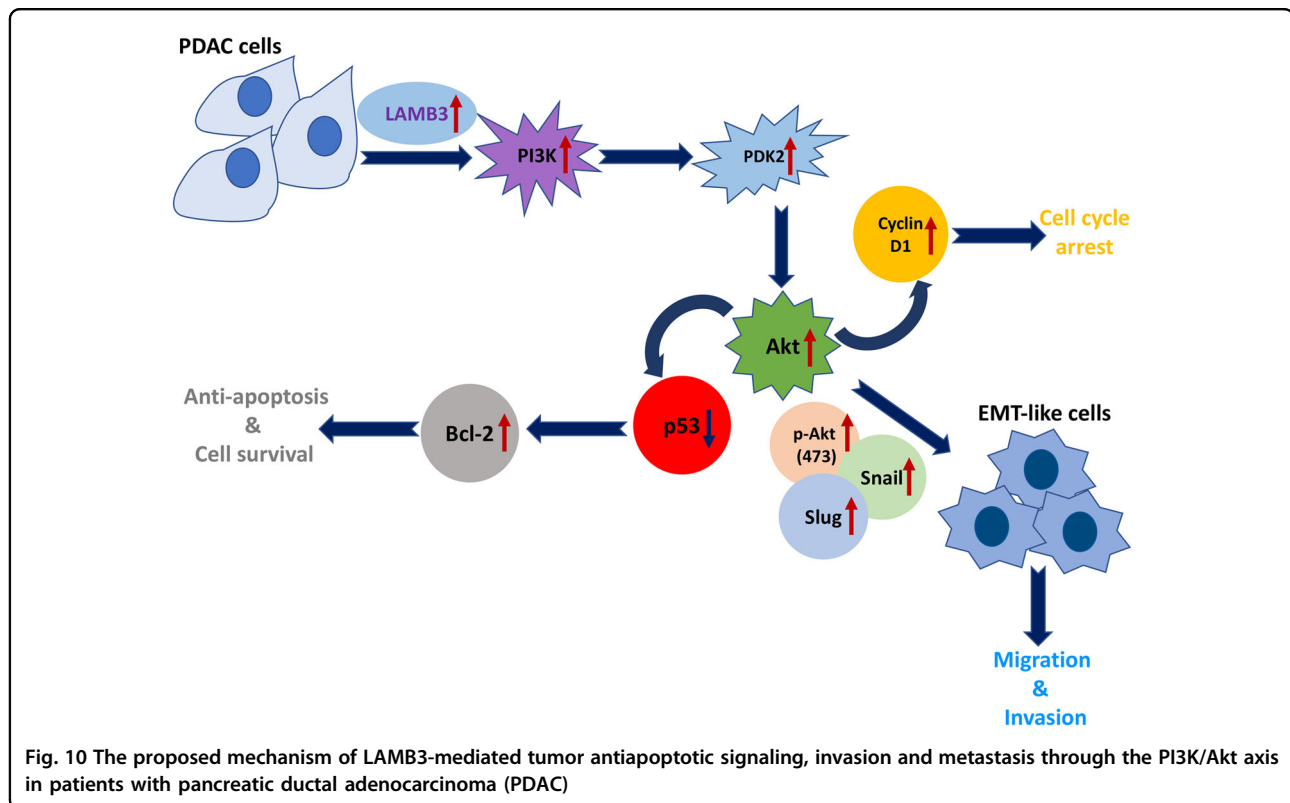 PDAC cells
LAMB3
PI3K
PDK2
Cyclin
D1
Cell cycle
arrest
Akt
Anti-apoptosis
&
Cell survival
Bcl-2
p53
p-Akt
(473)
Snail
Slug
EMT-like cells
Migration
&
Invasion
Fig. 10 The proposed mechanism of LAMB3-mediated tumor antiapoptotic signaling, invasion and metastasis through the PI3K/Akt axis
in patients with pancreatic ductal adenocarcinoma (PDAC)